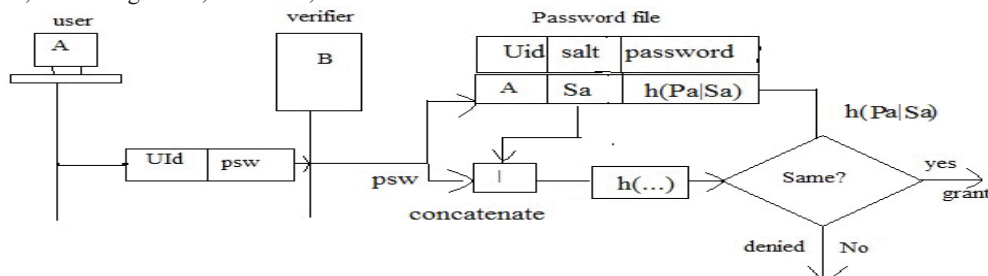 user
verifier
Password file
A
B
Uid salt password
A Sa h(Pa|Sa)
h(Pa|Sa)
UId psw
psw
|
h(...)
Same?
yes
grant
concatenate
denied No